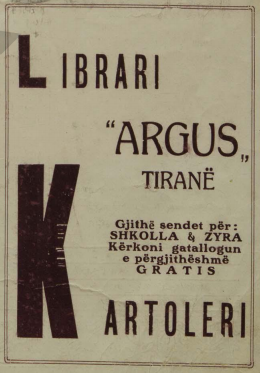 LIBRARI
"ARGUS„
TIRANË
Gjithë sendet për:
SHKOLLA & ZYRA
Kërkoni gatallogun
e përgjithëshmë
GRATIS
KARTOLERI